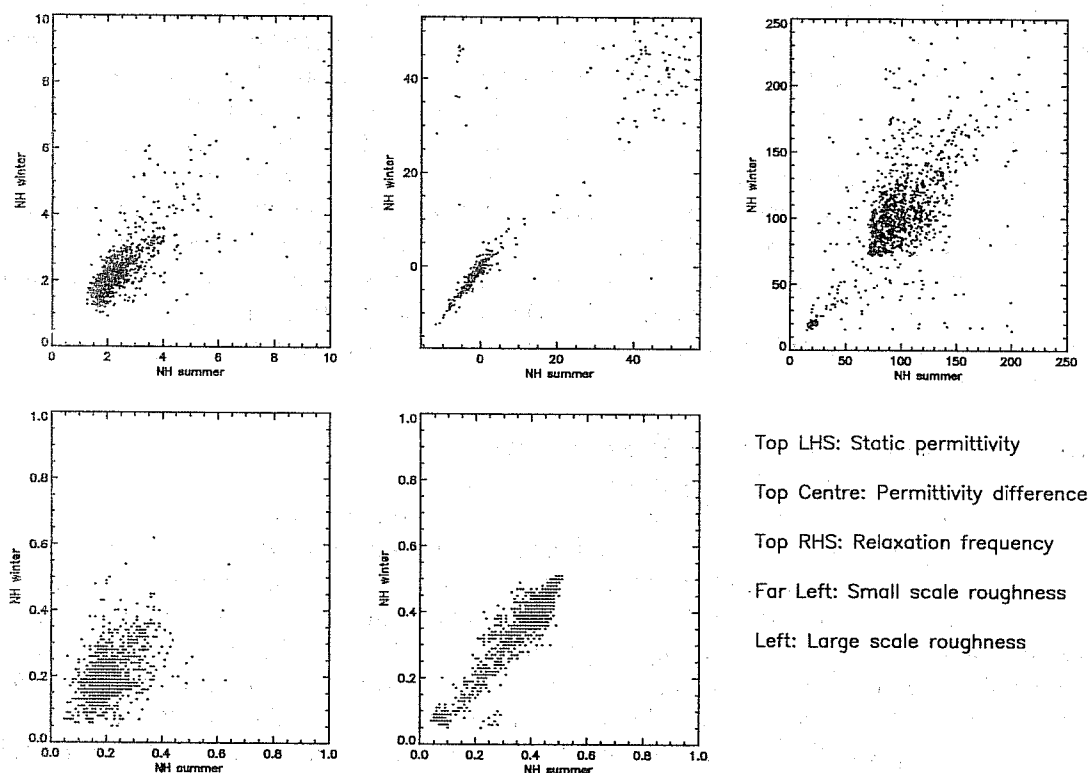 10
8
6
4
2
0
NH winter
0 2 4 6 8 10
NH summer
40
20
0
NH winter
0 20 40
NH summer
250
200
150
100
50
0
NH winter
0 50 100 150 200 250
NH summer
1.0
0.8
0.6
0.4
0.2
0.0
NH winter
0.0 0.2 0.4 0.6 0.8 1.0
NH summer
1.0
0.8
0.6
0.4
0.2
0.0
NH winter
0.0 0.2 0.4 0.6 0.8 1.0
NH summer
Top LHS: Static permittivity
Top Centre: Permittivity difference
Top RHS: Relaxation frequency
Far Left: Small scale roughness
Left: Large scale roughness